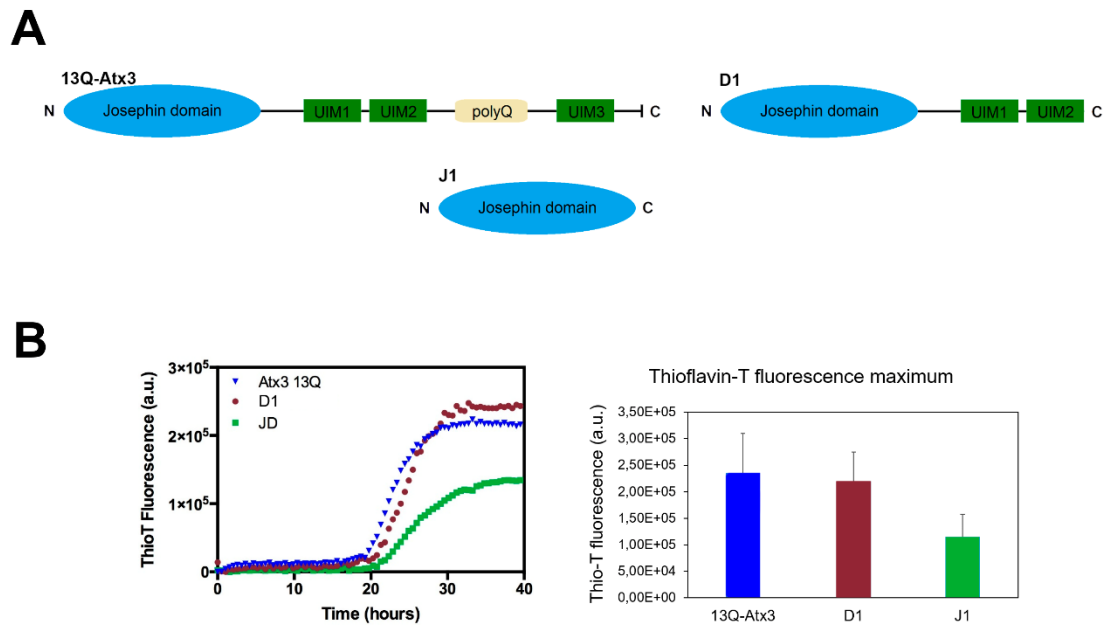 A
13Q-Atx3
N Josephin domain UIM1 UIM2 polyQ UIM3 C
D1
N Josephin domain UIM1 UIM2 C
J1
N Josephin domain C
B
ThioT Fluorescence (a.u.)
3×10⁵
2×10⁵
1×10⁵
0
Atx3 13Q
D1
JD
0 10 20 30 40
Time (hours)
Thioflavin-T fluorescence maximum
Thio-T fluorescence (a.u.)
3,50E+05
3,00E+05
2,50E+05
2,00E+05
1,50E+05
1,00E+05
5,00E+04
0,00E+00
13Q-Atx3 D1 J1